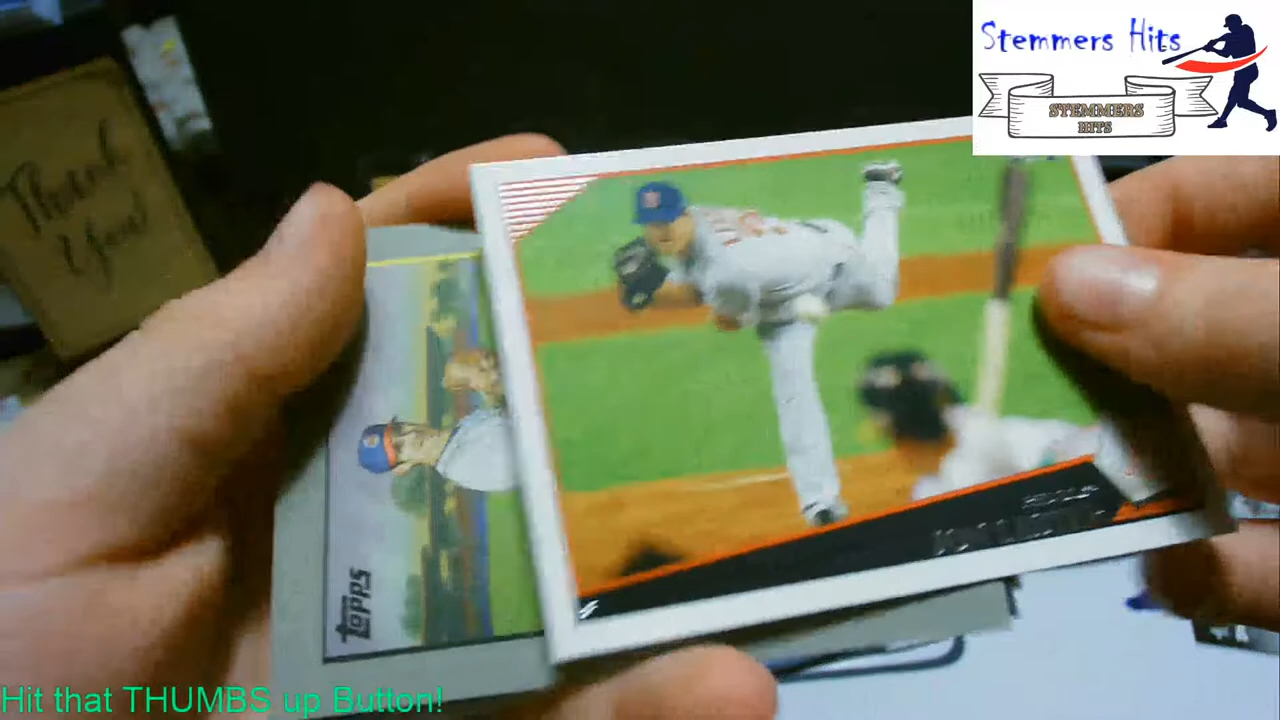 Stemmers Hits
STEMMERS
HITS
Thank
You!
TOPPS
Hit that THUMBS up Button!